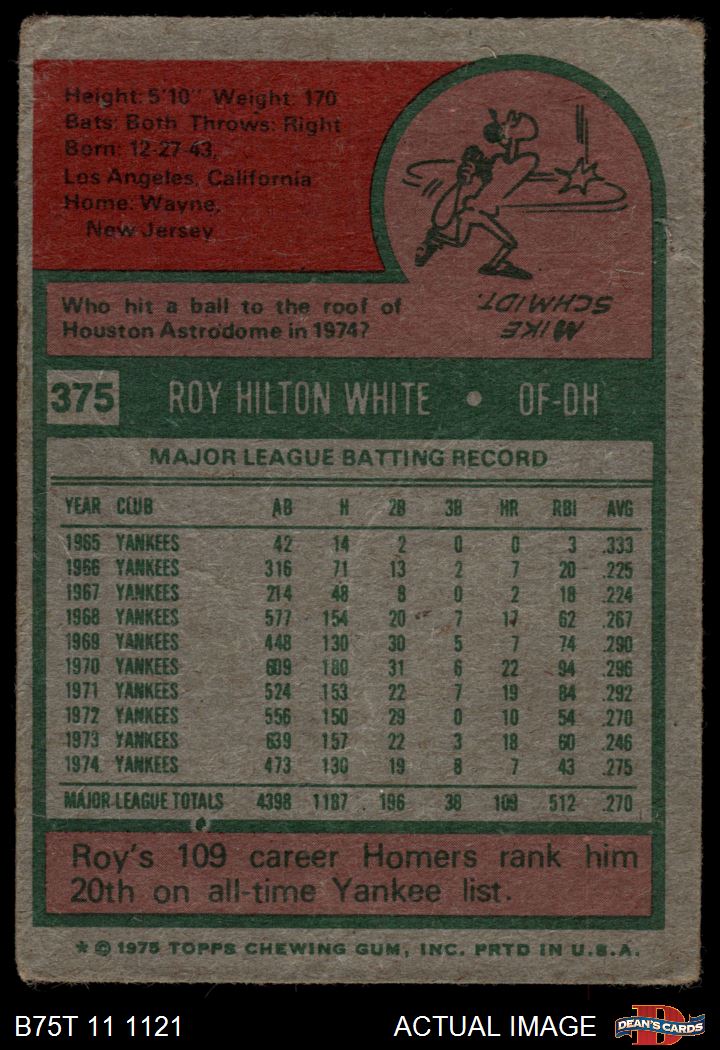 Height: 5'10" Weight: 170
Bats: Both Throws: Right
Born: 12-27-43,
Los Angeles, California
Home: Wayne,
New Jersey
Who hit a ball to the roof of
Houston Astrodome in 1974?
MIKE
SCHMIDT.
375 ROY HILTON WHITE • OF-DH
MAJOR LEAGUE BATTING RECORD
YEAR CLUB AB H 2B 3B HR RBI AVG
1965 YANKEES 42 14 2 0 0 3 .333
1966 YANKEES 316 71 13 2 7 20 .225
1967 YANKEES 214 48 8 0 2 18 .224
1968 YANKEES 577 154 20 7 17 62 .267
1969 YANKEES 448 130 30 5 7 74 .290
1970 YANKEES 609 180 31 6 22 94 .296
1971 YANKEES 524 153 22 7 19 84 .292
1972 YANKEES 556 150 29 0 10 54 .270
1973 YANKEES 639 157 22 3 18 60 .246
1974 YANKEES 473 130 19 8 7 43 .275
MAJOR LEAGUE TOTALS 4398 1187 196 38 109 512 .270
Roy's 109 career Homers rank him
20th on all-time Yankee list.
* © 1975 TOPPS CHEWING GUM, INC. PRTD IN U.S.A.
B75T 11 1121 ACTUAL IMAGE
D
DEAN'S CARDS